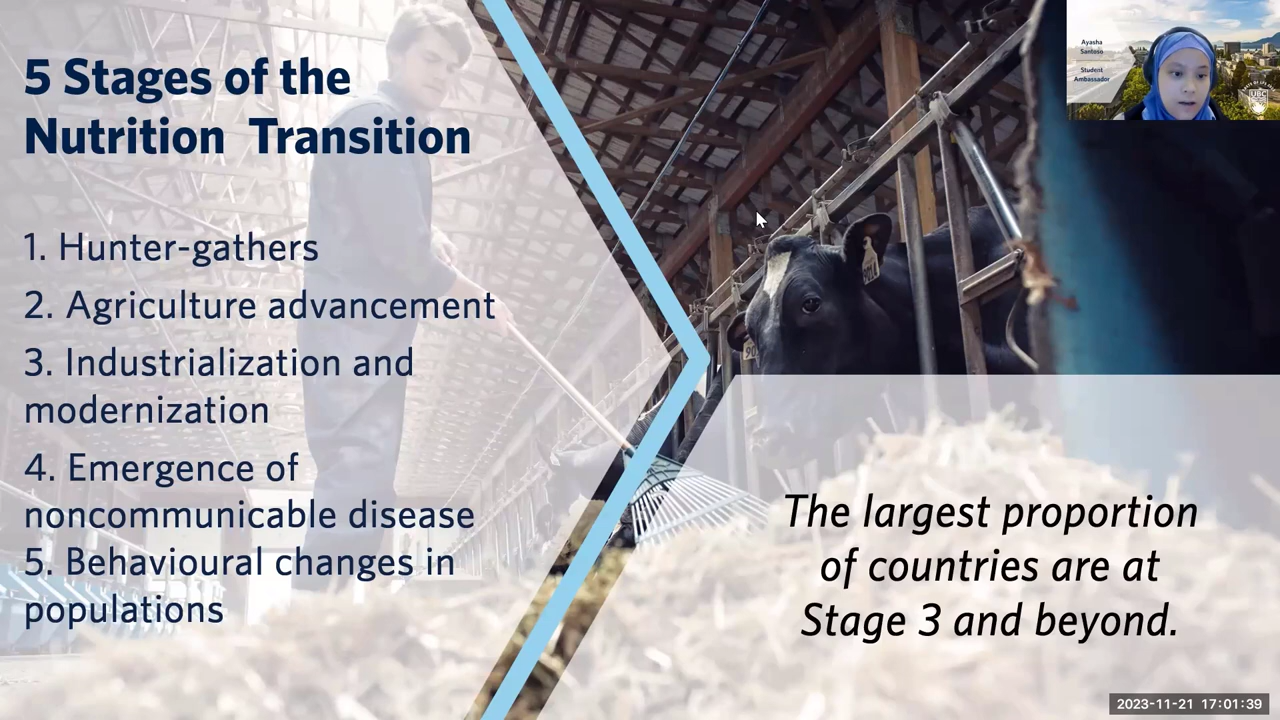 5 Stages of the
Nutrition Transition
1. Hunter-gathers
2. Agriculture advancement
3. Industrialization and
modernization
4. Emergence of
noncommunicable disease
5. Behavioural changes in
populations
The largest proportion
of countries are at
Stage 3 and beyond.
Ayasha
Santoso
Student
Ambassador
UBC
2023-11-21 17:01:39